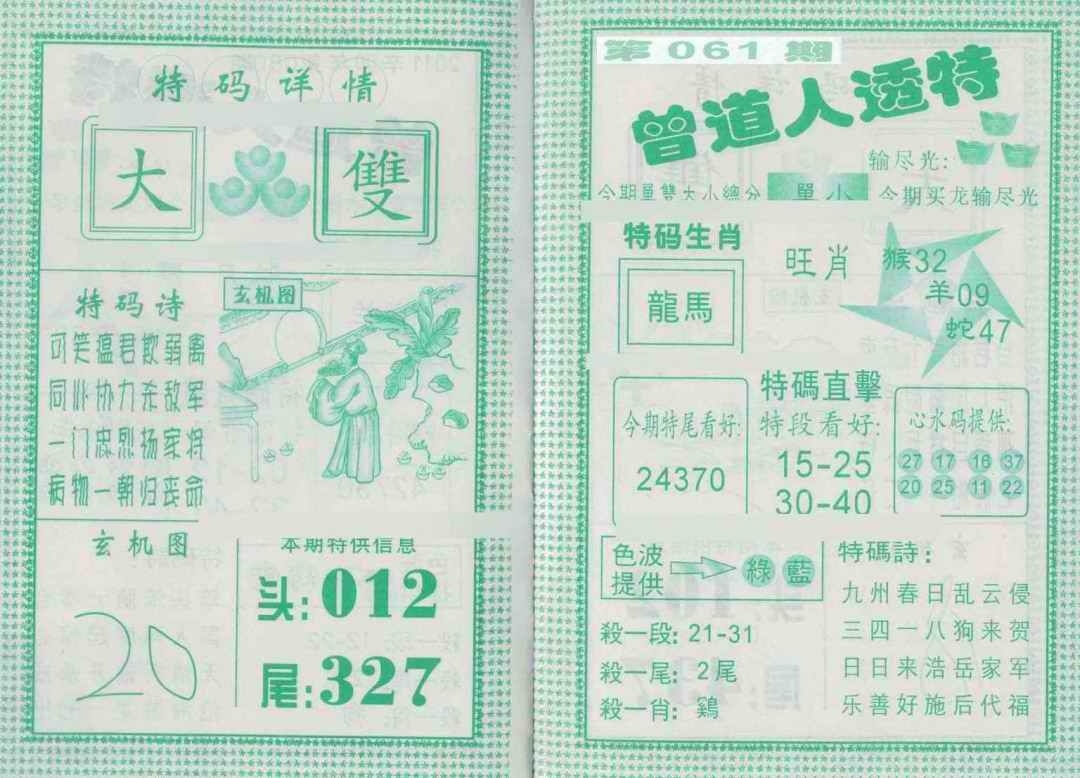 特码详情
大
雙
特码诗
可笑瘟君欺弱离
同心协力杀敌军
一门忠烈扬家将
病物一朝归丧命
玄机图
玄机图
20
本期特供信息
头:012
尾:327
第061期
曾道人透特
输尽光:
今期單雙大小總分
單小
今期买龙输尽光
特码生肖
龍馬
旺肖
猴32
羊09
蛇47
特碼直擊
今期特尾看好:
24370
特段看好:
15-25
30-40
心水码提供:
27 17 16 37
20 25 11 22
色波
提供
綠 藍
殺一段: 21-31
殺一尾: 2尾
殺一肖: 鷄
特碼詩:
九州春日乱云侵
三四一八狗来贺
日日来浩岳家军
乐善好施后代福